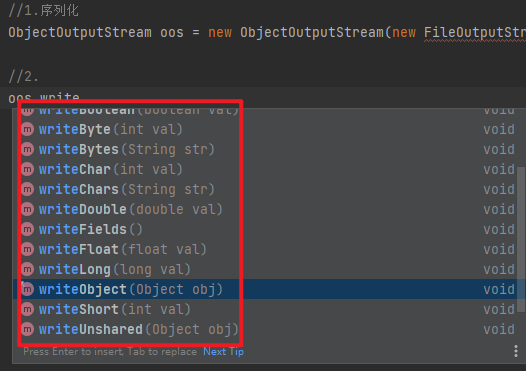 //1.序列化
ObjectOutputStream oos = new ObjectOutputStream(new FileOutputStr
//2.
oos.write
writeBoolean(boolean val) void
writeByte(int val) void
writeBytes(String str) void
writeChar(int val) void
writeChars(String str) void
writeDouble(double val) void
writeFields() void
writeFloat(float val) void
writeLong(long val) void
writeObject(Object obj) void
writeShort(int val) void
writeUnshared(Object obj) void
Press Enter to insert, Tab to replace Next Tip